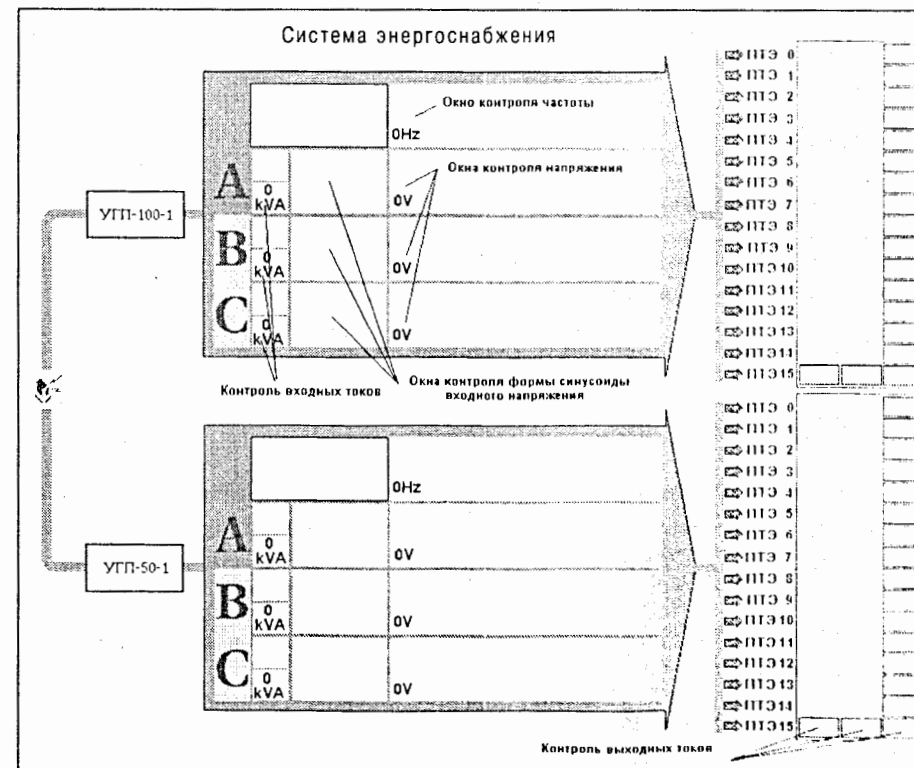 Система энергоснабжения
Окно контроля частоты
0Hz
Окна контроля напряжения
A
0
kVA
0V
УГП-100-1
B
0
kVA
0V
C
0
kVA
0V
Контроль входных токов
Окна контроля формы синусоиды
входного напряжения
ПТЭ 0
ПТЭ 1
ПТЭ 2
ПТЭ 3
ПТЭ 4
ПТЭ 5
ПТЭ 6
ПТЭ 7
ПТЭ 8
ПТЭ 9
ПТЭ 10
ПТЭ 11
ПТЭ 12
ПТЭ 13
ПТЭ 14
ПТЭ 15
0Hz
A
0
kVA
0V
УГП-50-1
B
0
kVA
0V
C
0
kVA
0V
ПТЭ 0
ПТЭ 1
ПТЭ 2
ПТЭ 3
ПТЭ 4
ПТЭ 5
ПТЭ 6
ПТЭ 7
ПТЭ 8
ПТЭ 9
ПТЭ 10
ПТЭ 11
ПТЭ 12
ПТЭ 13
ПТЭ 14
ПТЭ 15
Контроль выходных токов